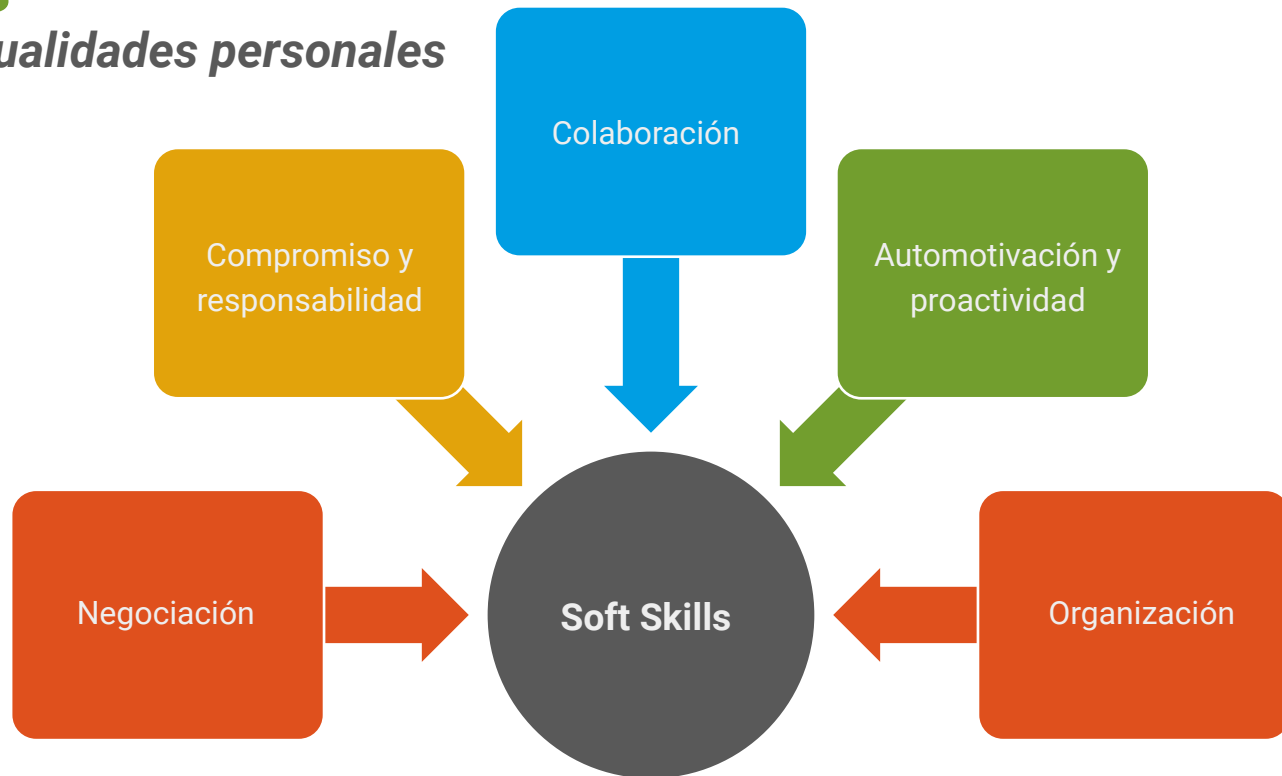 ualidades personales
Colaboración
Compromiso y
responsabilidad
Automotivación y
proactividad
Negociación
Soft Skills
Organización